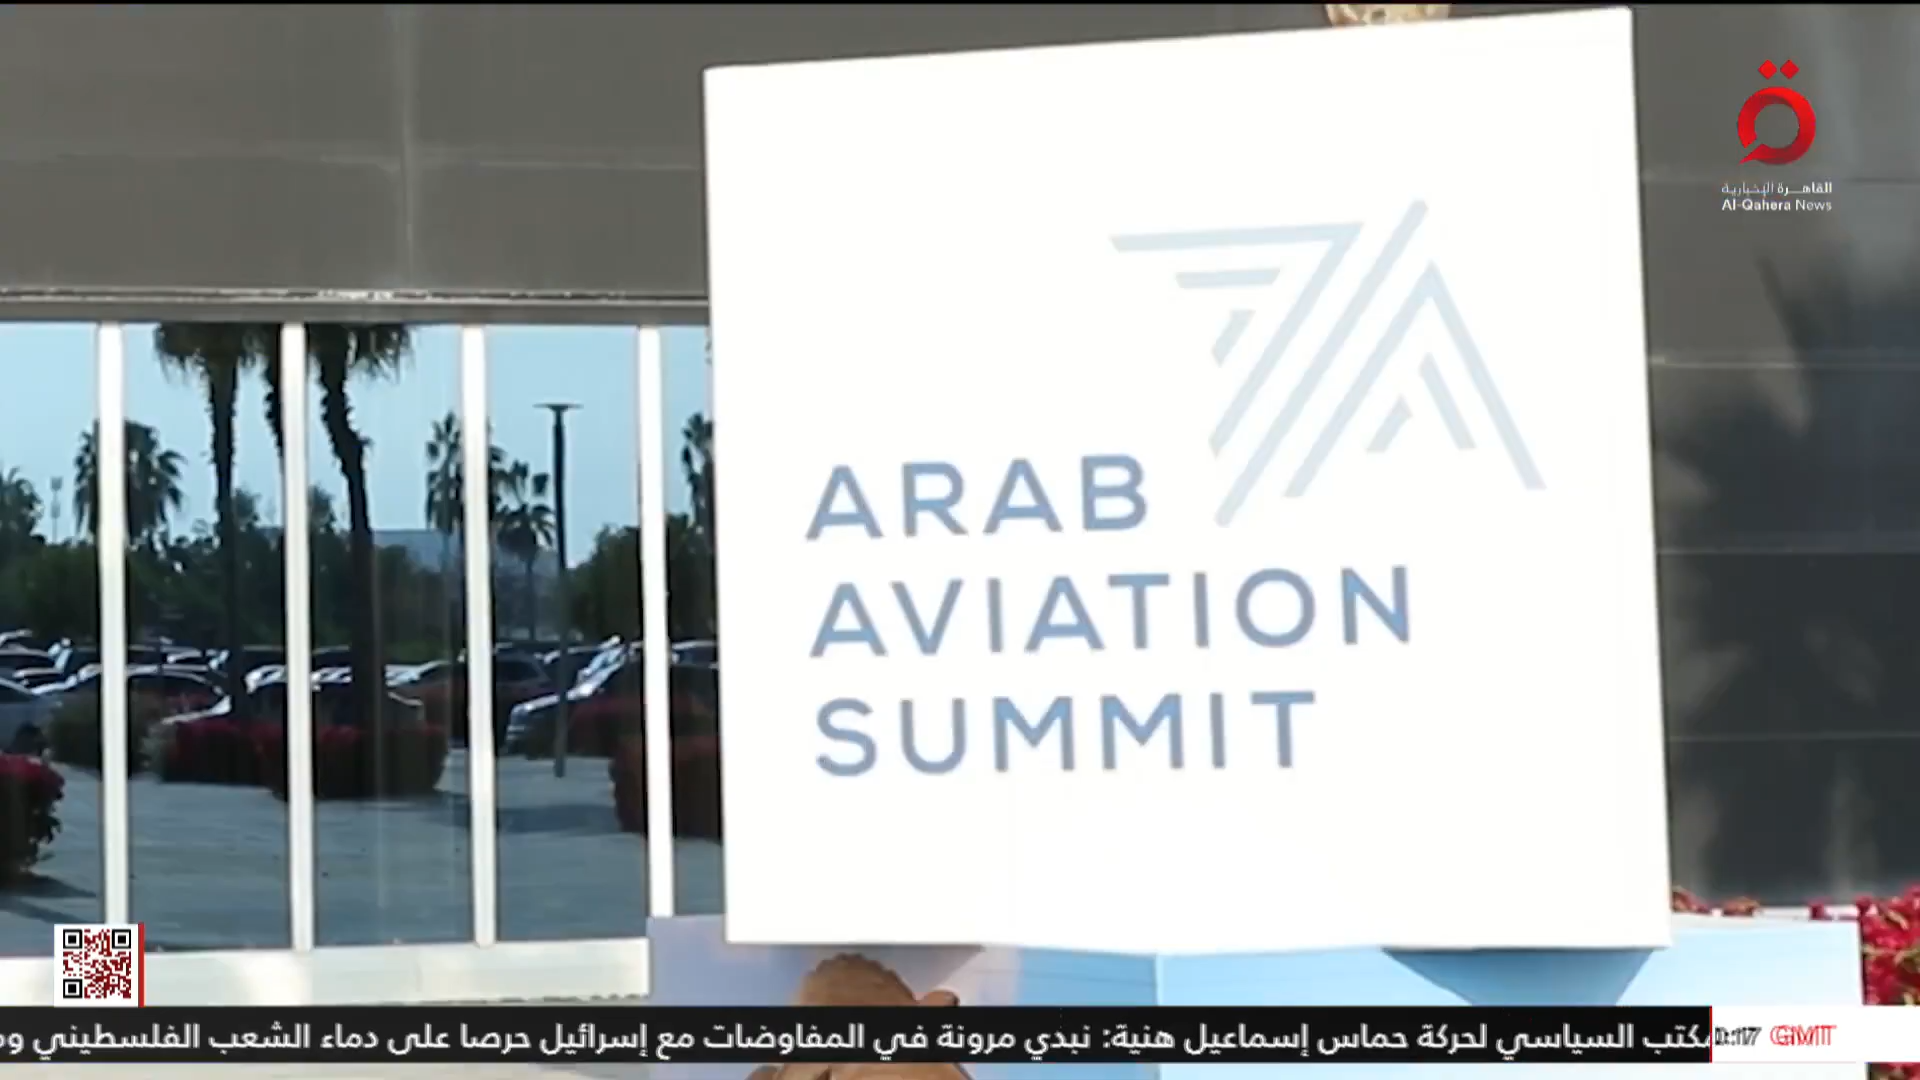 القاهرة الإخبارية
Al-Qahera News
ARAB
AVIATION
SUMMIT
مكتب السياسي لحركة حماس إسماعيل هنية: نبدي مرونة في المفاوضات مع إسرائيل حرصا على دماء الشعب الفلسطيني
GMT